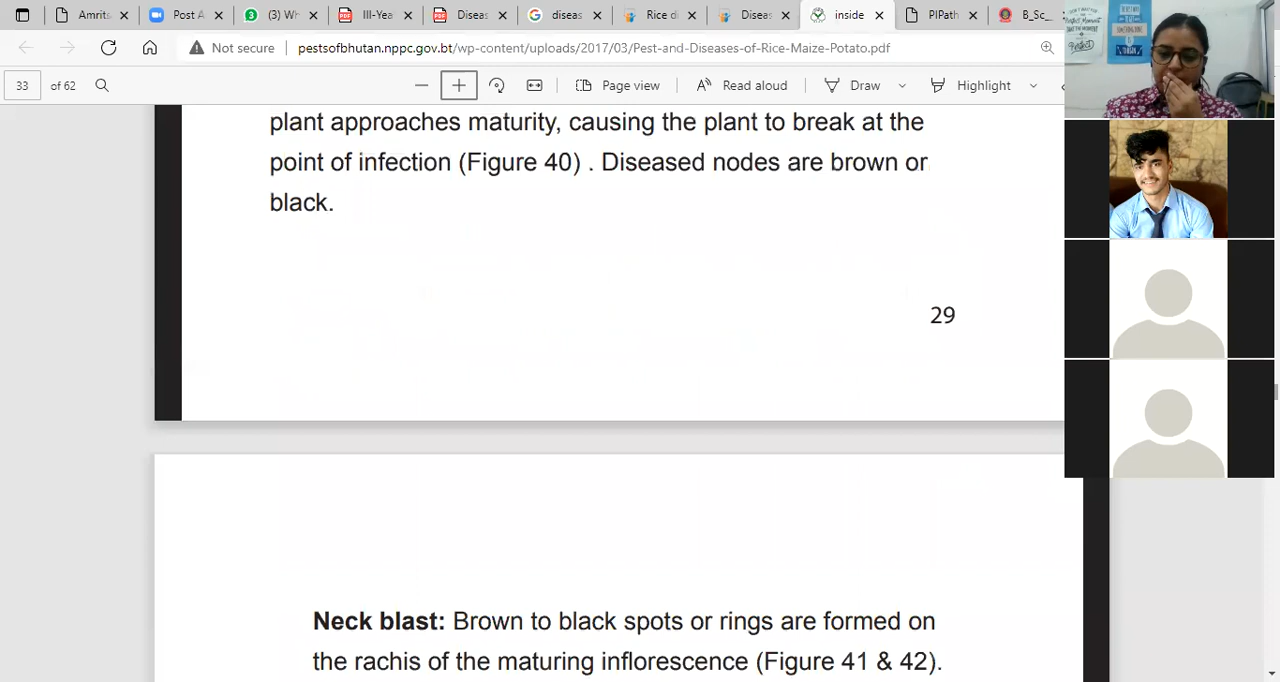 Amrits
Post A
(3) Wh
III-Yea
Diseas
diseas
Rice di
Diseas
inside
PlPath
B_Sc_
Not secure
pestsofbhutan.nppc.gov.bt/wp-content/uploads/2017/03/Pest-and-Diseases-of-Rice-Maize-Potato.pdf
33 of 62
Page view
Read aloud
Draw
Highlight
plant approaches maturity, causing the plant to break at the
point of infection (Figure 40) . Diseased nodes are brown or
black.
29
Neck blast: Brown to black spots or rings are formed on
the rachis of the maturing inflorescence (Figure 41 & 42).